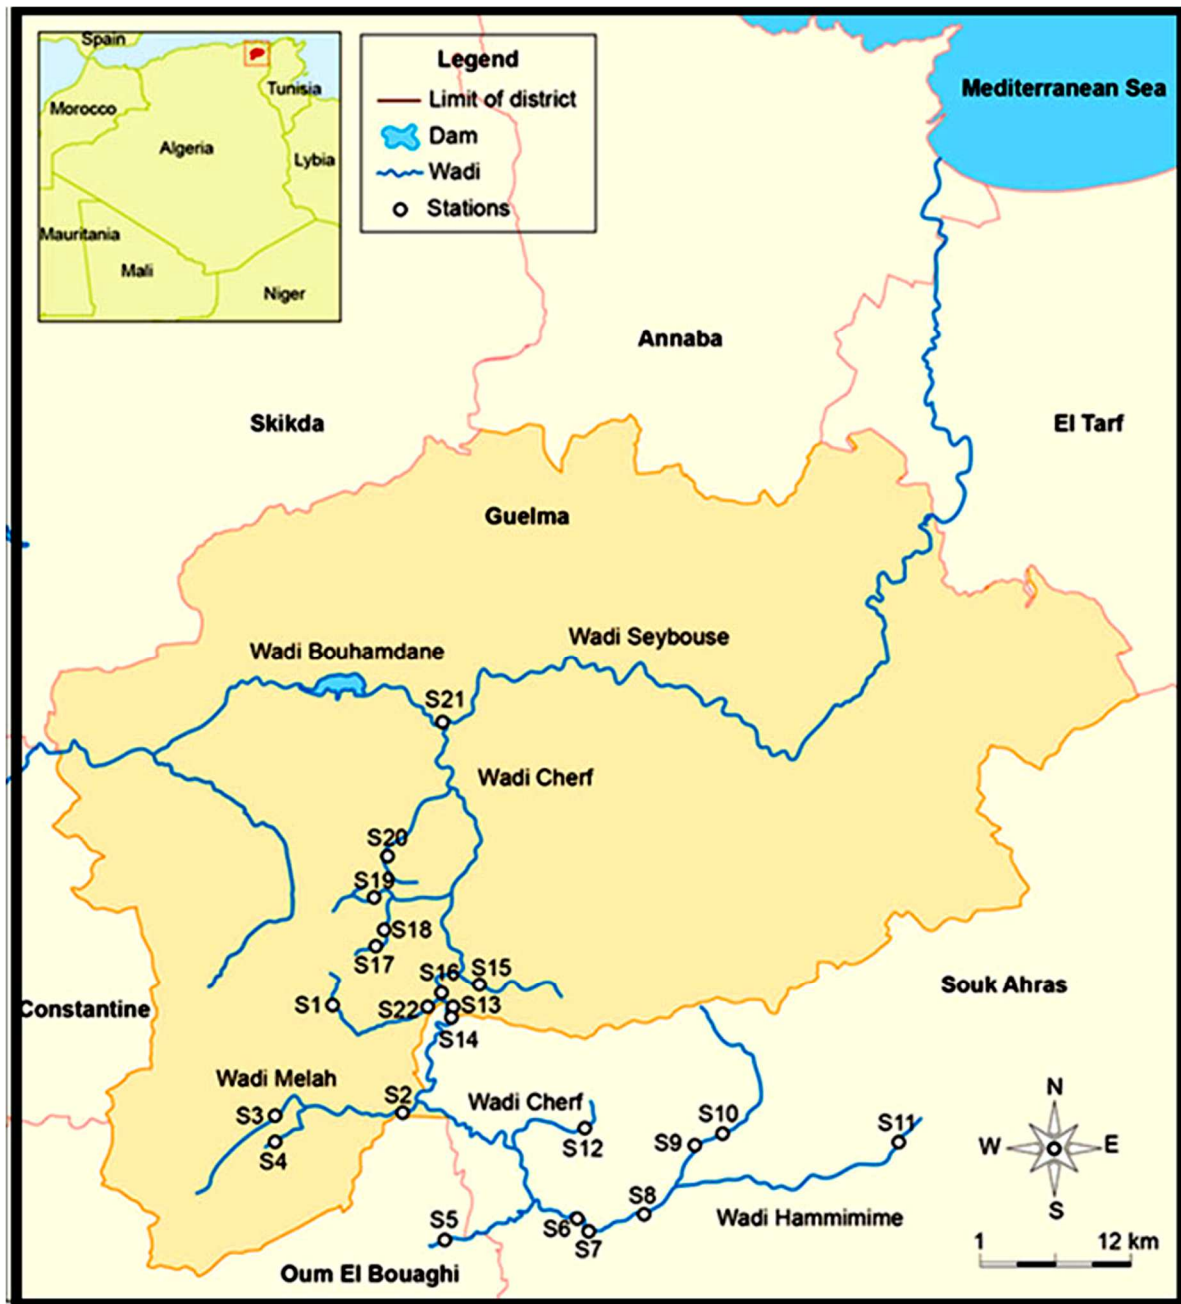 Spain
Morocco
Tunisia
Algeria
Lybia
Mauritania
Mali
Niger
Legend
Limit of district
Dam
Wadi
Stations
Mediterranean Sea
Annaba
Skikda
El Tarf
Guelma
Wadi Bouhamdane
Wadi Seybouse
S21
Wadi Cherf
S20
S19
S18
S17
S16
S15
S1
S22
S13
S14
Constantine
Souk Ahras
Wadi Melah
S2
Wadi Cherf
S3
S4
S12
S10
S9
S11
S8
S5
S6
S7
Wadi Hammimime
Oum El Bouaghi
N
W
E
S
1
12 km